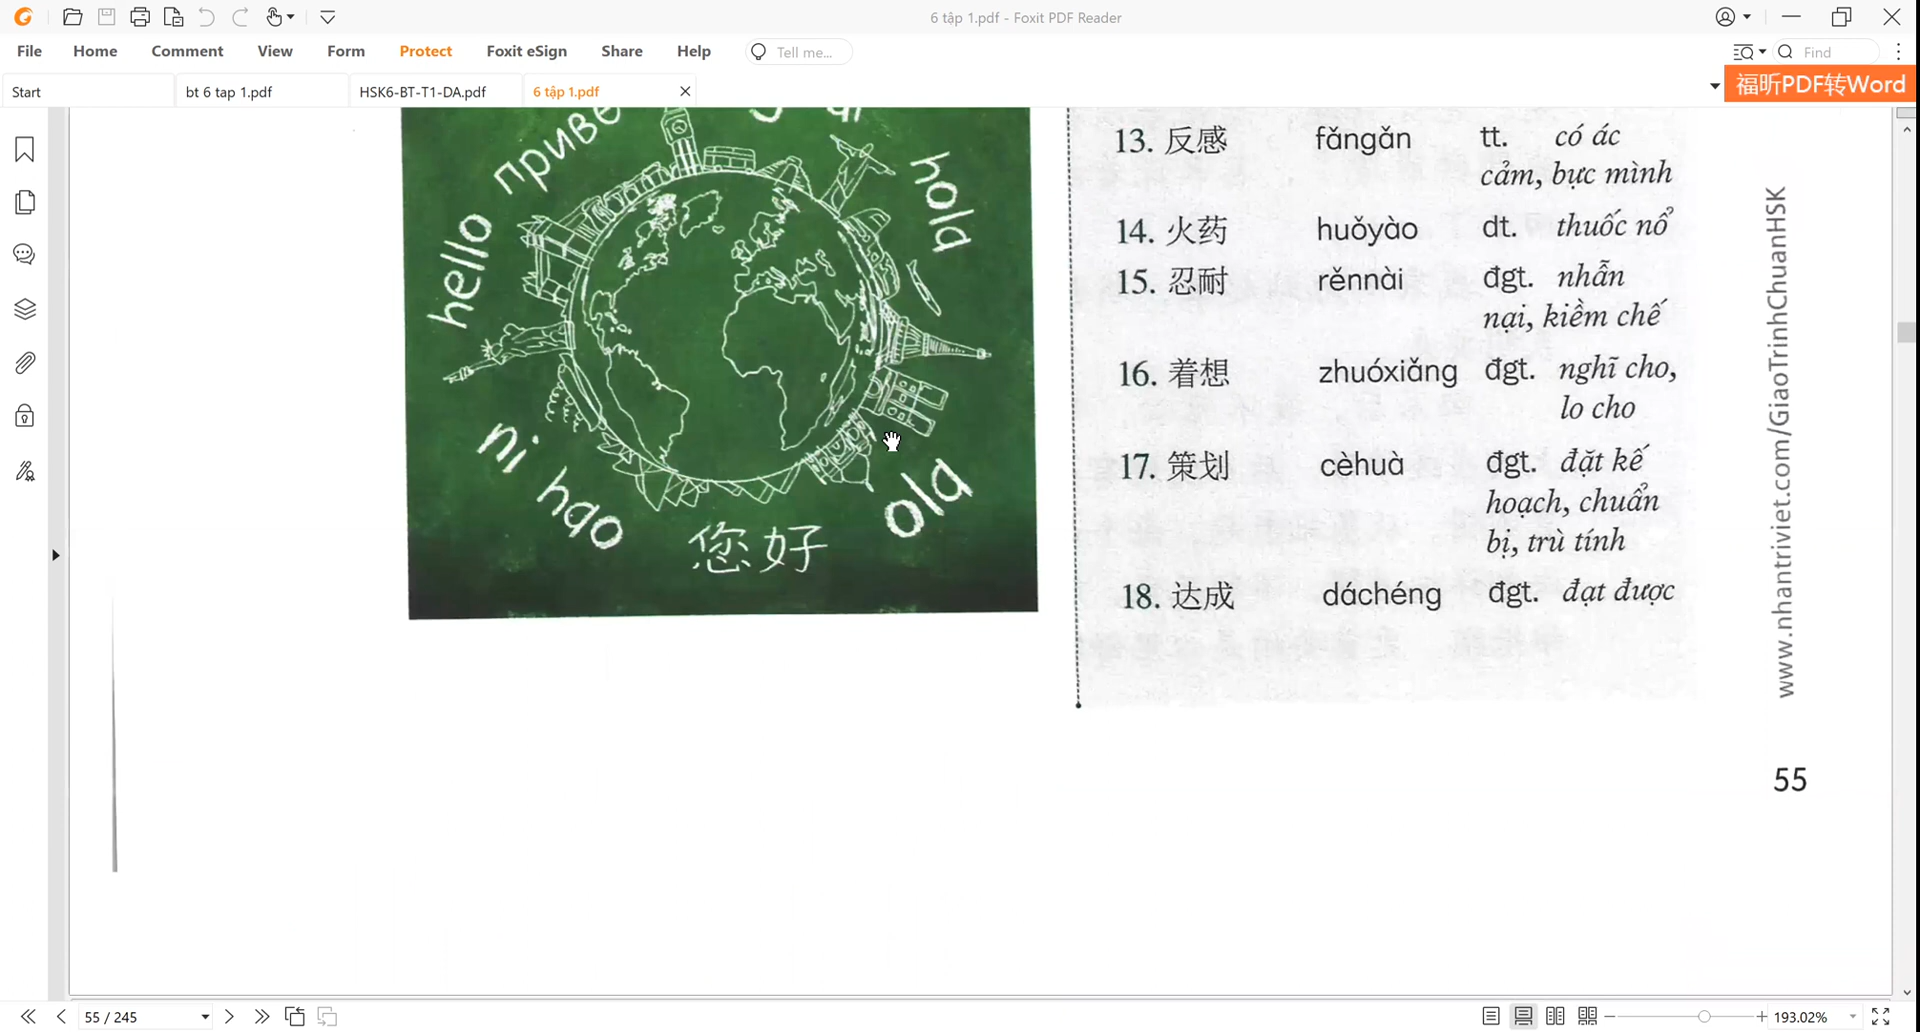 6 tập 1.pdf - Foxit PDF Reader
File Home Comment View Form Protect Foxit eSign Share Help Tell me... Find
福昕PDF转Word
Start bt 6 tap 1.pdf HSK6-BT-T1-DA.pdf 6 tập 1.pdf
hello
hola
ni hao
您好
ola
13. 反感 fǎngǎn tt. có ác
cảm, bực mình
14. 火药 huǒyào dt. thuốc nổ
15. 忍耐 rěnnài đgt. nhẫn
nại, kiềm chế
16. 着想 zhuóxiǎng đgt. nghĩ cho,
lo cho
17. 策划 cèhuà đgt. đặt kế
hoạch, chuẩn
bị, trù tính
18. 达成 dáchéng đgt. đạt được
www.nhantriviet.com/GiaoTrinhChuanHSK
55
55 / 245
193.02%